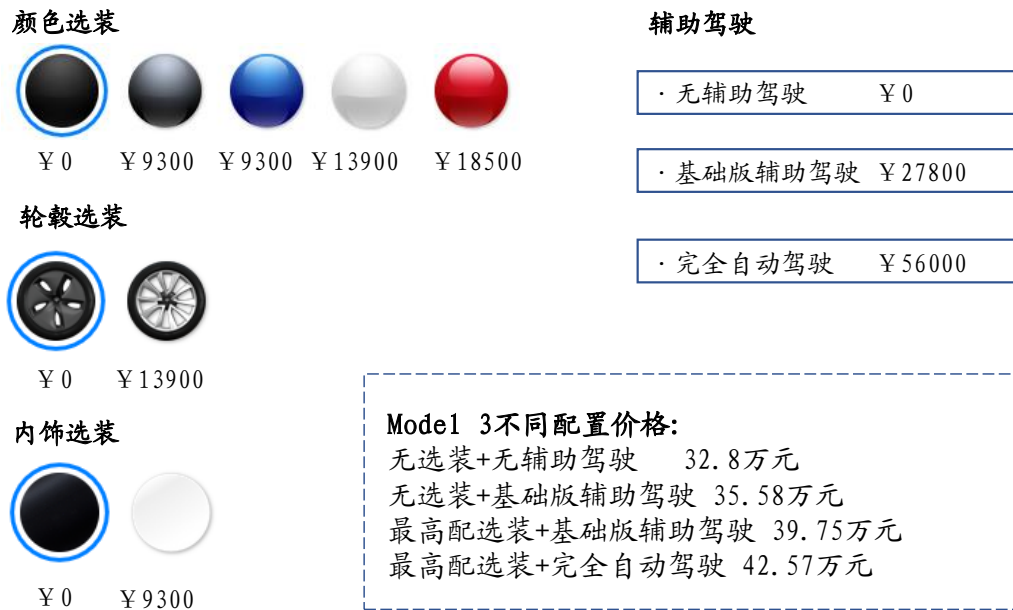 颜色选装
￥0 ￥9300 ￥9300 ￥13900 ￥18500
轮毂选装
￥0 ￥13900
内饰选装
￥0 ￥9300
辅助驾驶
·无辅助驾驶 ￥0
·基础版辅助驾驶 ￥27800
·完全自动驾驶 ￥56000
Model 3不同配置价格:
无选装+无辅助驾驶 32.8万元
无选装+基础版辅助驾驶 35.58万元
最高配选装+基础版辅助驾驶 39.75万元
最高配选装+完全自动驾驶 42.57万元